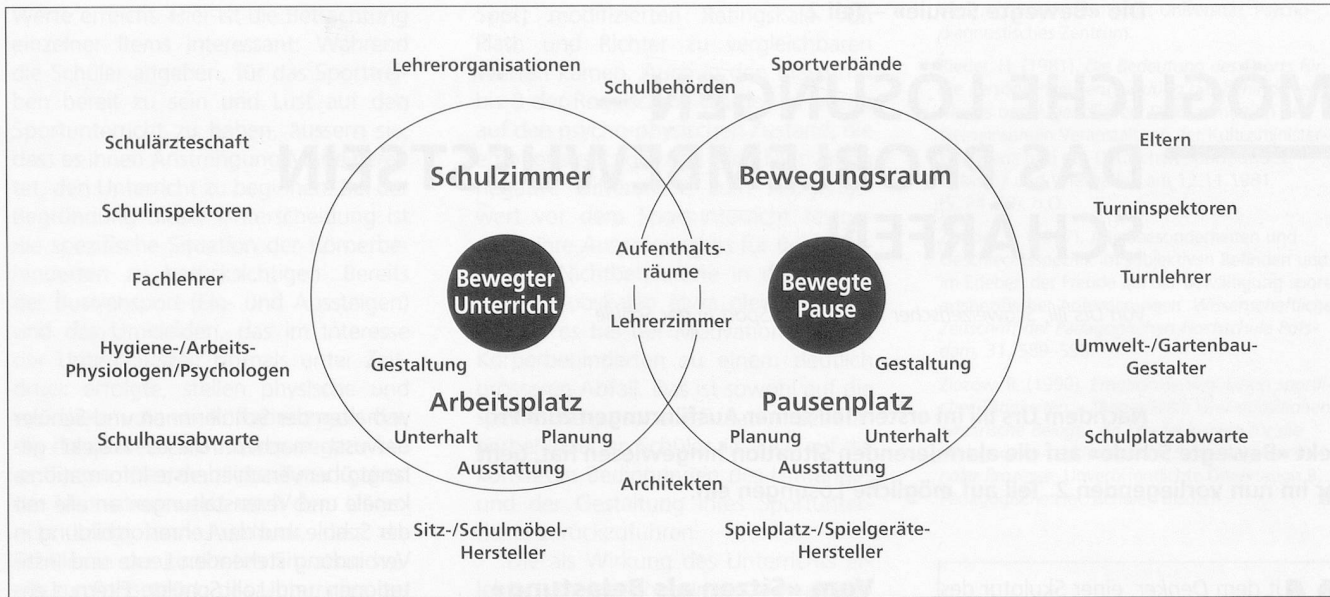 Lehrerorganisationen
Sportverbände
Schulbehörden
Schulärzteschaft
Eltern
Schulzimmer
Bewegungsraum
Schulinspektoren
Turninspektoren
Aufenthalts-
räume
Bewegter
Unterricht
Bewegte
Pause
Fachlehrer
Turnlehrer
Lehrerzimmer
Hygiene-/Arbeits-
Physiologen/Psychologen
Umwelt-/Gartenbau-
Gestalter
Gestaltung
Gestaltung
Arbeitsplatz
Pausenplatz
Schulhausabwarte
Unterhalt
Planung
Planung
Unterhalt
Schulplatzabwarte
Ausstattung
Ausstattung
Architekten
Sitz-/Schulmöbel-
Hersteller
Spielplatz-/Spielgeräte-
Hersteller